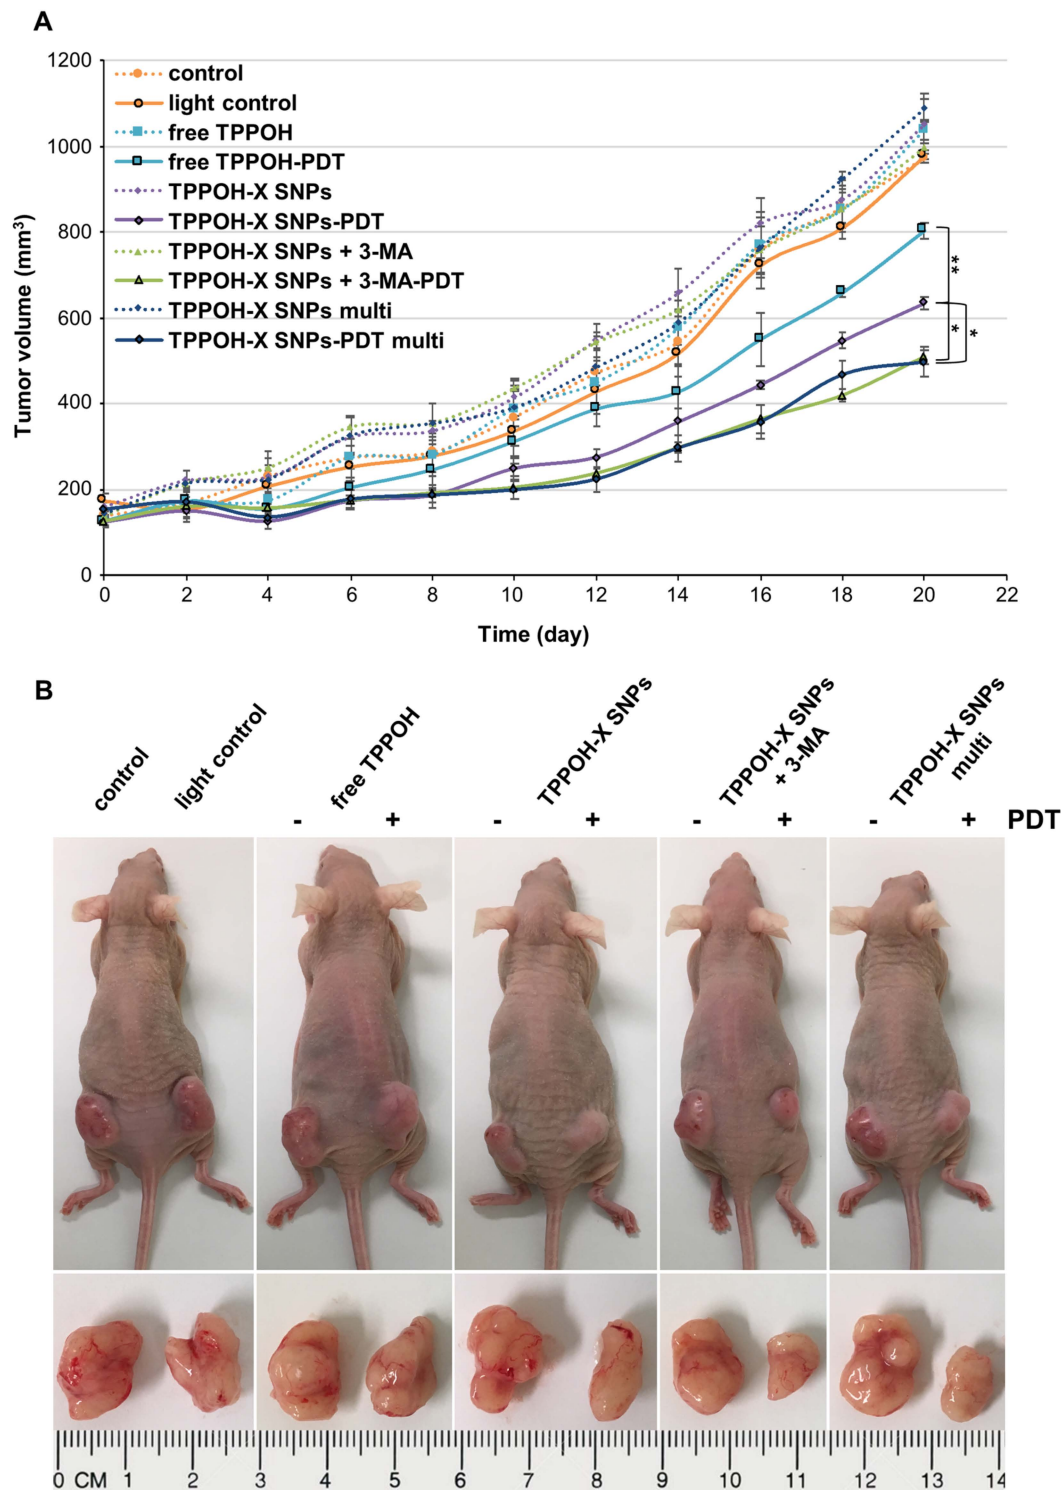 A
1200
1000
800
600
400
200
0
Tumor volume (mm³)
control
light control
free TPPOH
free TPPOH-PDT
TPPOH-X SNPs
TPPOH-X SNPs-PDT
TPPOH-X SNPs + 3-MA
TPPOH-X SNPs + 3-MA-PDT
TPPOH-X SNPs multi
TPPOH-X SNPs-PDT multi
**
*
*
0 2 4 6 8 10 12 14 16 18 20 22
Time (day)
B
control
light control
free TPPOH
TPPOH-X SNPs
TPPOH-X SNPs
+ 3-MA
TPPOH-X SNPs
multi
- + - + - + - + PDT
0 CM 1 2 3 4 5 6 7 8 9 10 11 12 13 14